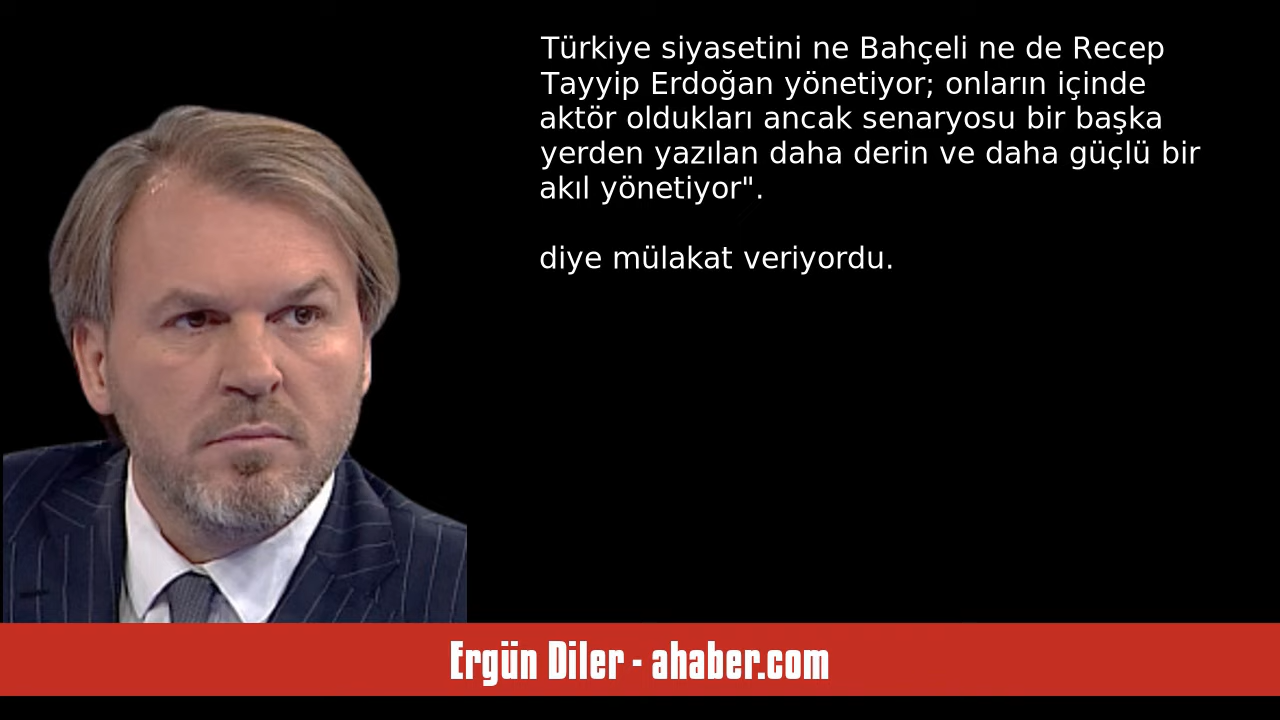 Türkiye siyasetini ne Bahçeli ne de Recep
Tayyip Erdoğan yönetiyor; onların içinde
aktör oldukları ancak senaryosu bir başka
yerden yazılan daha derin ve daha güçlü bir
akıl yönetiyor".
diye mülakat veriyordu.
Ergün Diler - ahaber.com